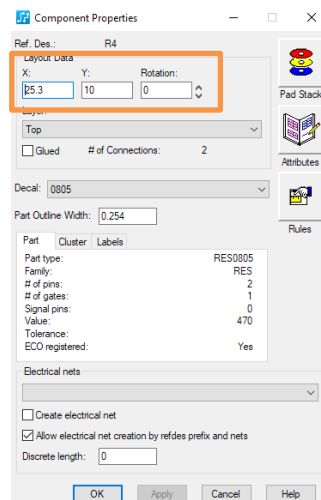 Component Properties
Ref. Des.: R4
Layout Data
X: Y: Rotation:
25.3 10 0
Pad Stack
Layer:
Top
Glued # of Connections: 2
Attributes
Decal: 0805
Part Outline Width: 0.254
Rules
Part Cluster Labels
Part type: RES0805
Family: RES
# of pins: 2
# of gates: 1
Signal pins: 0
Value: 470
Tolerance:
ECO registered: Yes
Electrical nets
Create electrical net
Allow electrical net creation by refdes prefix and nets
Discrete length: 0
OK Apply Cancel Help